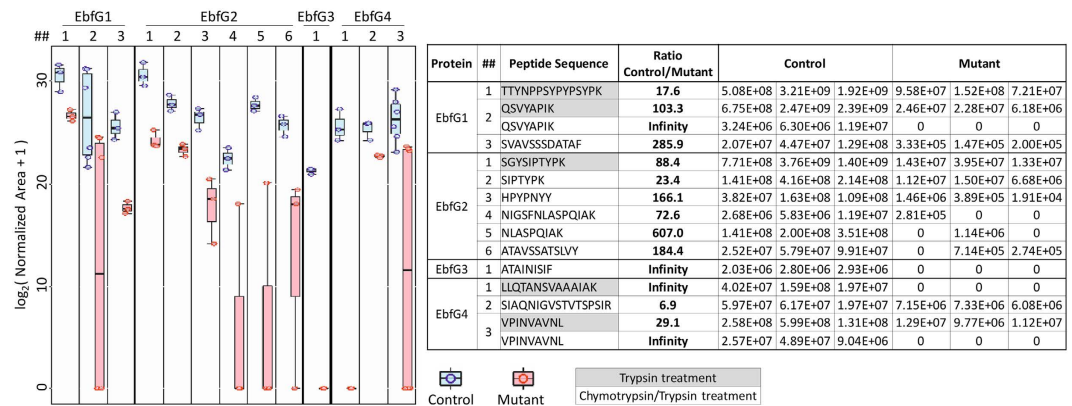 EbfG1 EbfG2 EbfG3 EbfG4
## 1 2 3 1 2 3 4 5 6 1 1 2 3
30
20
10
0
log2( Normalized Area + 1 )
Protein ## Peptide Sequence Ratio Control/Mutant Control Mutant
EbfG1 1 TTYNPPSYPYPSYPK 17.6 5.08E+08 3.21E+09 1.92E+09 9.58E+07 1.52E+08 7.21E+07
2 QSVYAPIK 103.3 6.75E+08 2.47E+09 2.39E+09 2.46E+07 2.28E+07 6.18E+06
QSVYAPIK Infinity 3.24E+06 6.30E+06 1.19E+07 0 0 0
3 SVAVSSSDATAF 285.9 2.07E+07 4.47E+07 1.29E+08 3.33E+05 1.47E+05 2.00E+05
EbfG2 1 SGYSIPTYPK 88.4 7.71E+08 3.76E+09 1.40E+09 1.43E+07 3.95E+07 1.33E+07
2 SIPTYPK 23.4 1.41E+08 4.16E+08 2.14E+08 1.12E+07 1.50E+07 6.68E+06
3 HPYPNYY 166.1 3.82E+07 1.63E+08 1.09E+08 1.46E+06 3.89E+05 1.91E+04
4 NIGSFNLASPQIAK 72.6 2.68E+06 5.83E+06 1.19E+07 2.81E+05 0 0
5 NLASPQIAK 607.0 1.41E+08 2.00E+08 3.51E+08 0 1.14E+06 0
6 ATAVSSATSLVY 184.4 2.52E+07 5.79E+07 9.91E+07 0 7.14E+05 2.74E+05
EbfG3 1 ATAINISIF Infinity 2.03E+06 2.80E+06 2.93E+06 0 0 0
EbfG4 1 LLQTANSVAAAIAK Infinity 4.02E+07 1.59E+08 1.97E+07 0 0 0
2 SIAQNIGVSTVTSPSIR 6.9 5.97E+07 6.17E+07 1.97E+07 7.15E+06 7.33E+06 6.08E+06
3 VPINVAVNL 29.1 2.58E+08 5.99E+08 1.31E+08 1.29E+07 9.77E+06 1.12E+07
VPINVAVNL Infinity 2.57E+07 4.89E+07 9.04E+06 0 0 0
Control Mutant
Trypsin treatment
Chymotrypsin/Trypsin treatment